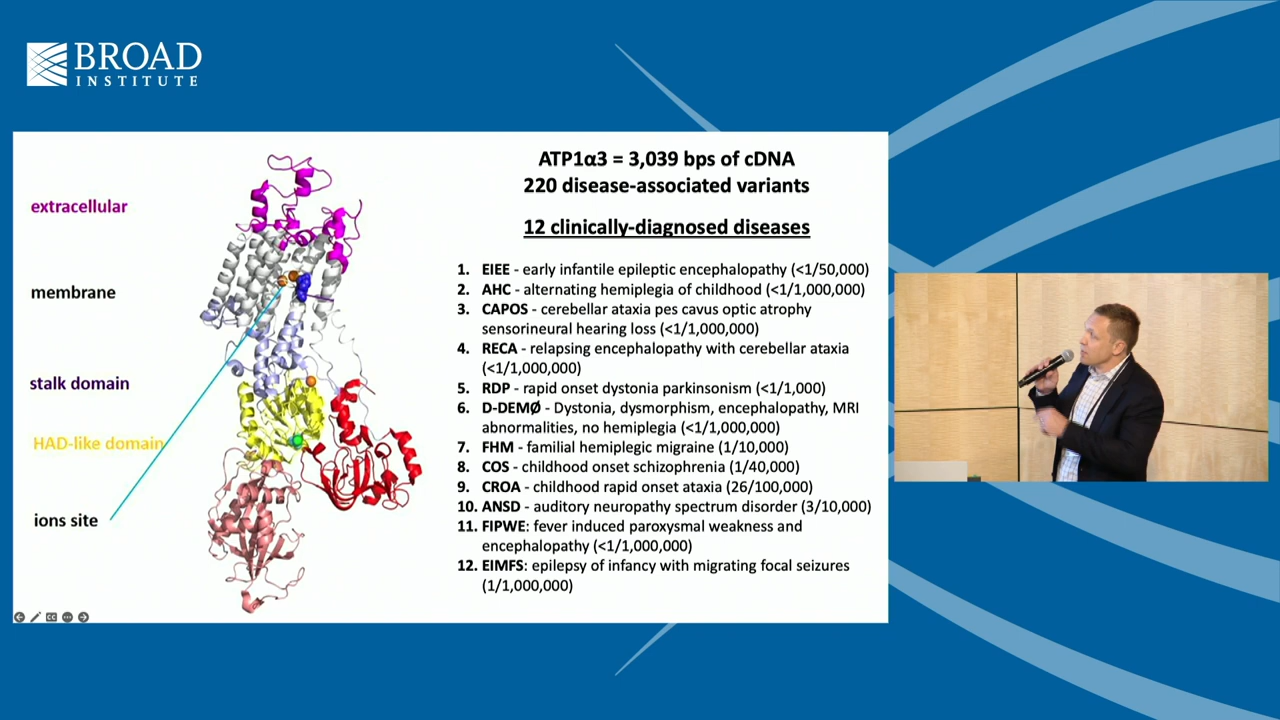 BROAD
INSTITUTE
extracellular
membrane
stalk domain
HAD-like domain
ions site
ATP1α3 = 3,039 bps of cDNA
220 disease-associated variants
12 clinically-diagnosed diseases
1. EIEE - early infantile epileptic encephalopathy (<1/50,000)
2. AHC - alternating hemiplegia of childhood (<1/1,000,000)
3. CAPOS - cerebellar ataxia pes cavus optic atrophy
sensorineural hearing loss (<1/1,000,000)
4. RECA - relapsing encephalopathy with cerebellar ataxia
(<1/1,000,000)
5. RDP - rapid onset dystonia parkinsonism (<1/1,000)
6. D-DEMØ - Dystonia, dysmorphism, encephalopathy, MRI
abnormalities, no hemiplegia (<1/1,000,000)
7. FHM - familial hemiplegic migraine (1/10,000)
8. COS - childhood onset schizophrenia (1/40,000)
9. CROA - childhood rapid onset ataxia (26/100,000)
10. ANSD - auditory neuropathy spectrum disorder (3/10,000)
11. FIPWE: fever induced paroxysmal weakness and
encephalopathy (<1/1,000,000)
12. EIMFS: epilepsy of infancy with migrating focal seizures
(1/1,000,000)